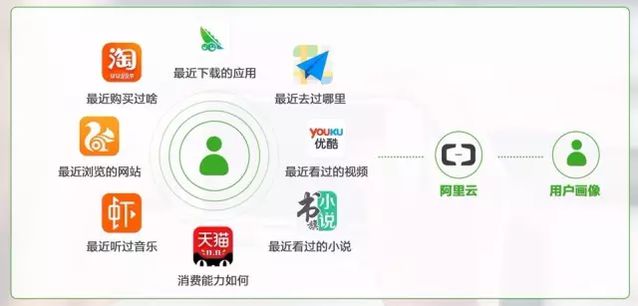 最近下载的应用
淘
最近购买过啥
最近去过哪里
YOUKU
优酷
最近浏览的网站
最近看过的视频
阿里云
用户画像
虾
最近听过音乐
天猫
消费能力如何
书旗
小说
最近看过的小说